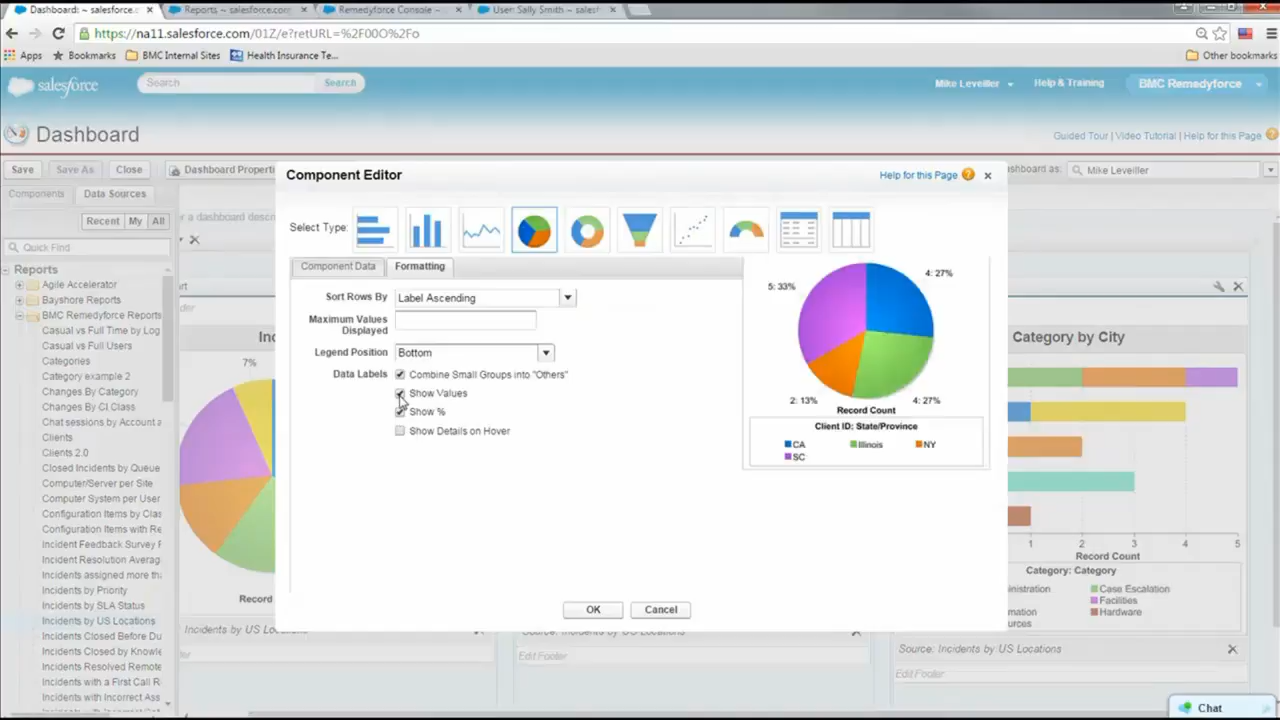 Dashboard: ~ salesforce.c
Reports ~ salesforce.com
Remedyforce Console ~
User: Sally Smith ~ salesf
https://na11.salesforce.com/01Z/e?retURL=%2F00O%2Fo
Apps
Bookmarks
BMC Internal Sites
Health Insurance Te...
Other bookmarks
salesforce
Search
Search
Mike Leveiller
Help & Training
BMC Remedyforce
Dashboard
Guided Tour | Video Tutorial | Help for this Page
Save
Save As
Close
Dashboard Properti
shboard as:
Mike Leveiller
Components
Data Sources
Recent
My
All
r a dashboard descr
Quick Find
Reports
Agile Accelerator
Bayshore Reports
BMC Remedyforce Reports
Casual vs Full Time by Log
Casual vs Full Users
Categories
Category example 2
Changes By Category
Changes By CI Class
Chat sessions by Account a
Clients
Clients 2.0
Closed Incidents by Queue
Computer/Server per Site
Computer System per User
Configuration Items by Clas
Configuration Items with Re
Incident Feedback Survey F
Incident Resolution Averag
Incidents assigned more tha
Incidents by Priority
Incidents by SLA Status
Incidents by US Locations
Incidents Closed Before Du
Incidents Closed by Knowle
Incidents Resolved Remote
Incidents with a First Call R
Incidents with Incorrect Ass
Inc
7%
Record
Incidents by US Locations
Component Editor
Help for this Page
Select Type:
Component Data
Formatting
Sort Rows By
Label Ascending
Maximum Values
Displayed
Legend Position
Bottom
Data Labels
Combine Small Groups into "Others"
Show Values
Show %
Show Details on Hover
5: 33%
4: 27%
2: 13%
4: 27%
Record Count
Client ID: State/Province
CA
Illinois
NY
SC
OK
Cancel
Source: Incidents by US Locations
Edit Footer
Category by City
1 2 3 4 5
Record Count
Category: Category
inistration
Case Escalation
Facilities
mation
Hardware
ources
Source: Incidents by US Locations
Edit Footer
Chat